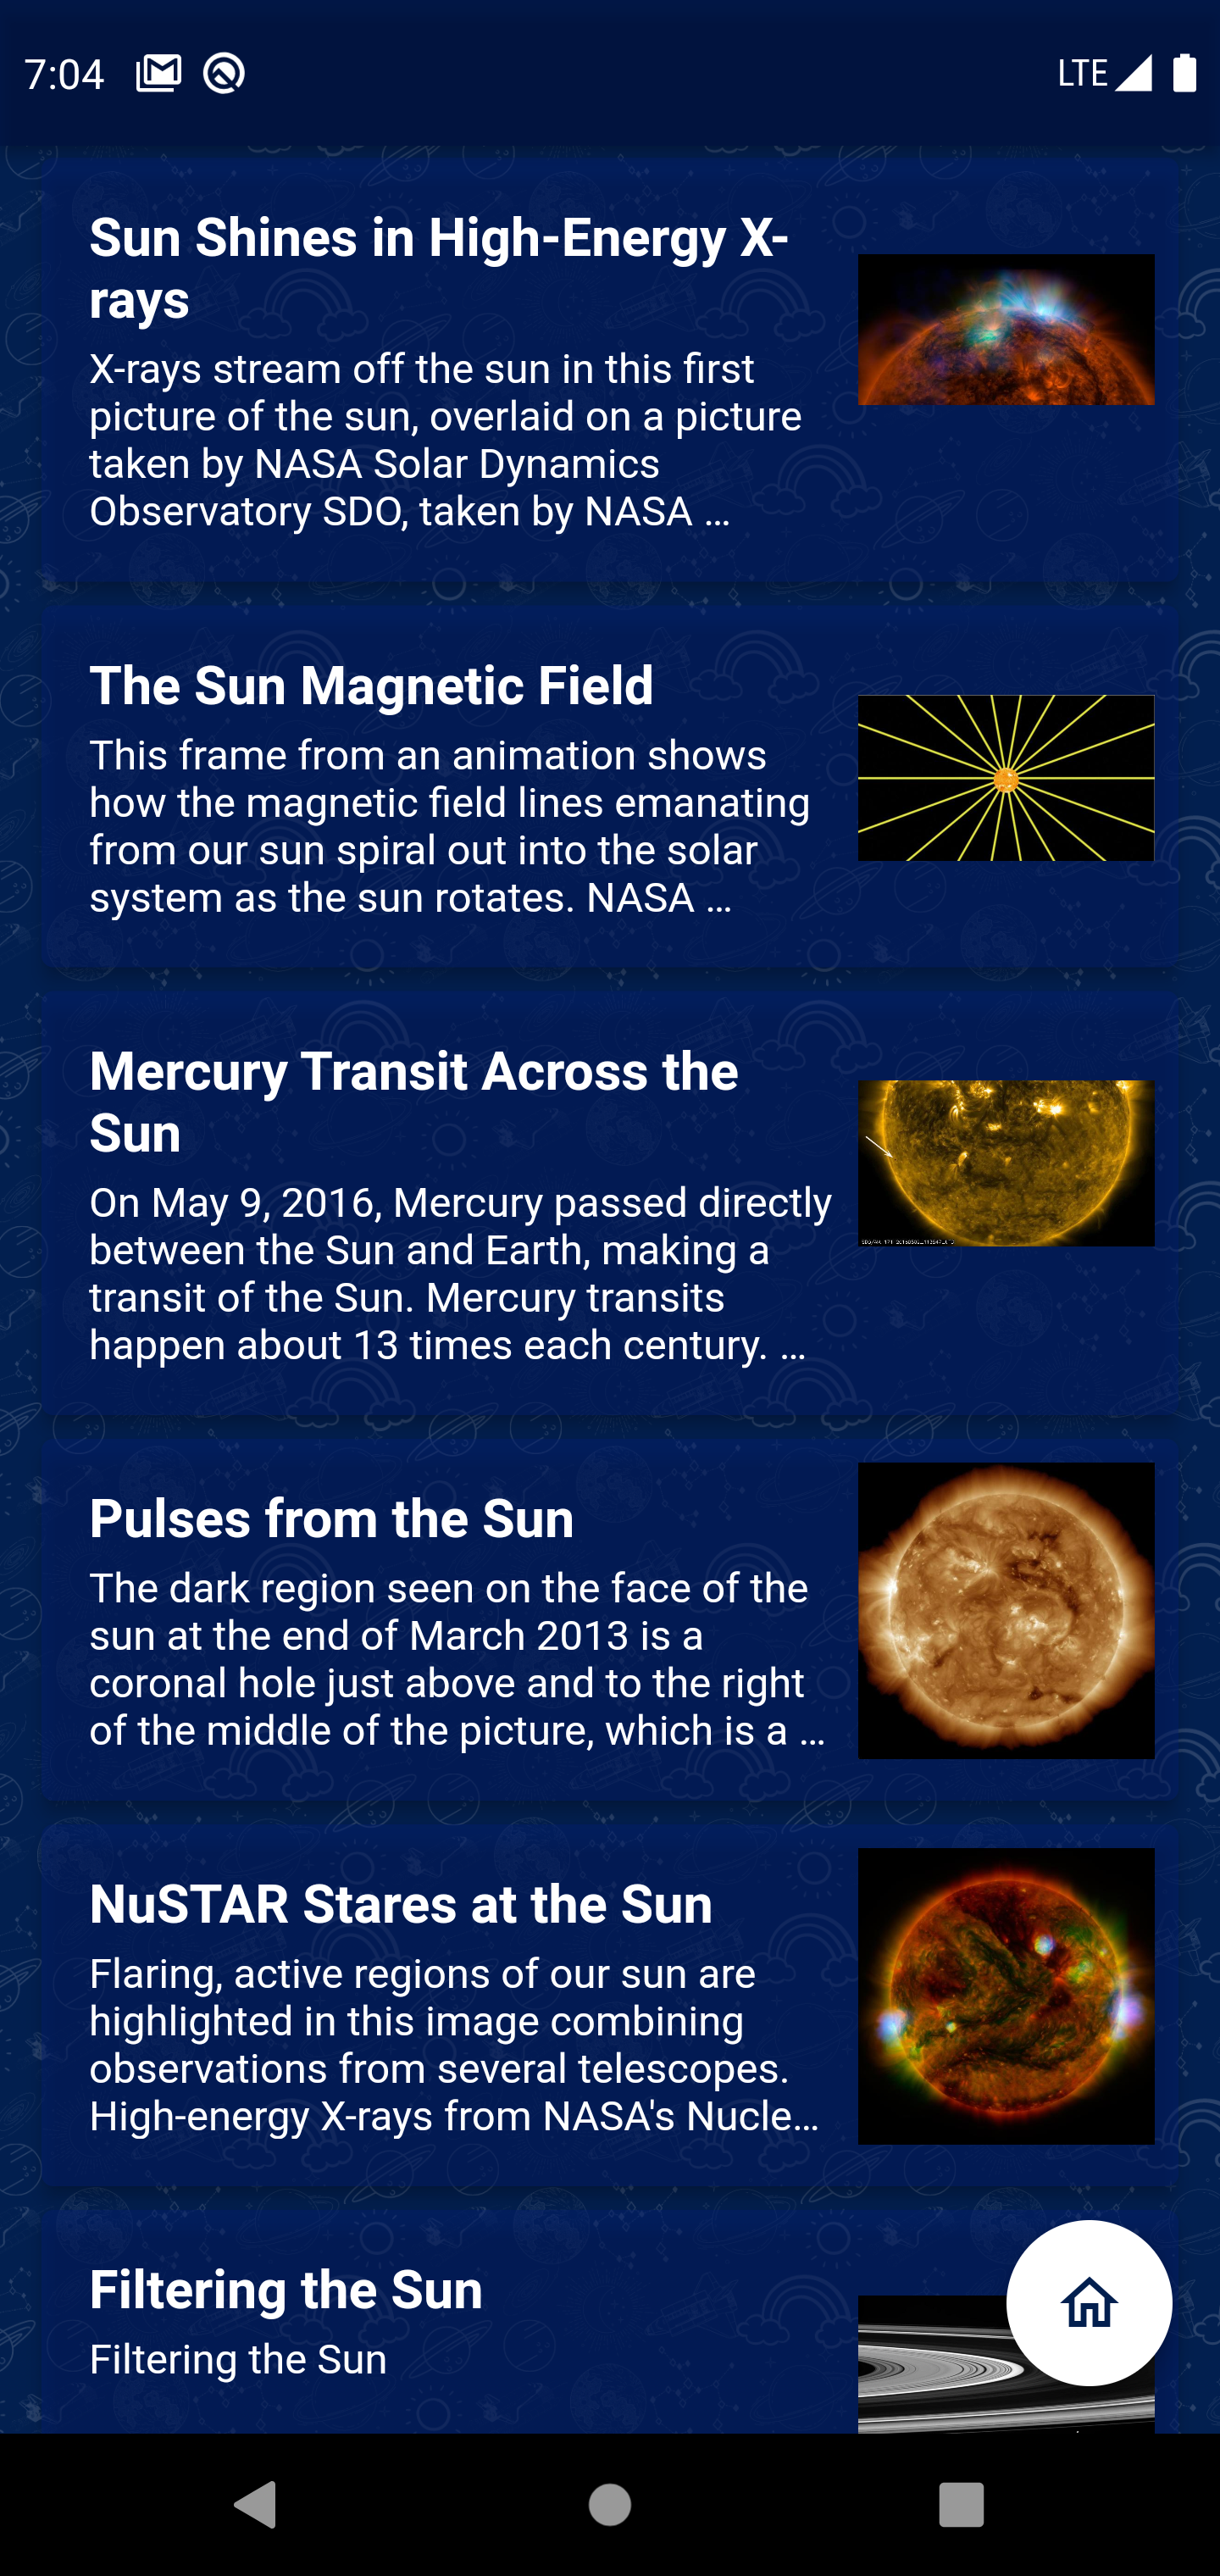 7:04
LTE
Sun Shines in High-Energy X-
rays
X-rays stream off the sun in this first
picture of the sun, overlaid on a picture
taken by NASA Solar Dynamics
Observatory SDO, taken by NASA ...
The Sun Magnetic Field
This frame from an animation shows
how the magnetic field lines emanating
from our sun spiral out into the solar
system as the sun rotates. NASA ...
Mercury Transit Across the
Sun
On May 9, 2016, Mercury passed directly
between the Sun and Earth, making a
transit of the Sun. Mercury transits
happen about 13 times each century. ...
Pulses from the Sun
The dark region seen on the face of the
sun at the end of March 2013 is a
coronal hole just above and to the right
of the middle of the picture, which is a ...
NuSTAR Stares at the Sun
Flaring, active regions of our sun are
highlighted in this image combining
observations from several telescopes.
High-energy X-rays from NASA's Nucle...
Filtering the Sun
Filtering the Sun